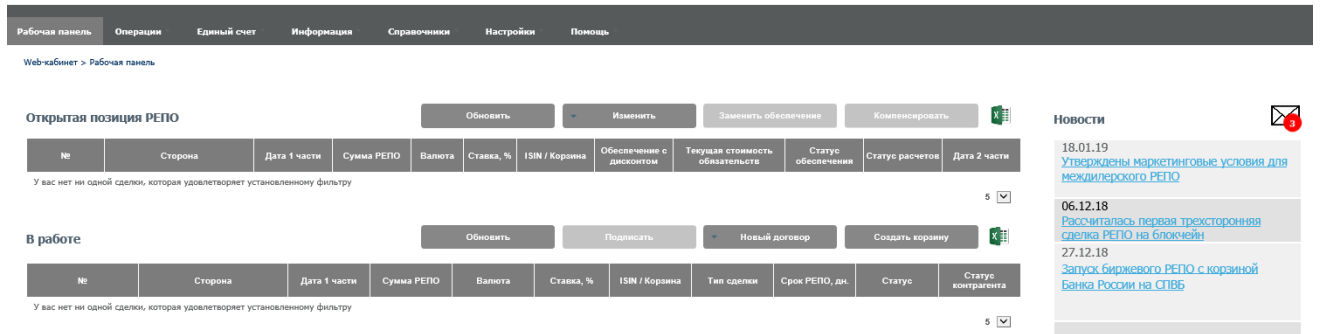 Рабочая панель Операции Единый счет Информация Справочники Настройки Помощь
Web-кабинет > Рабочая панель
Открытая позиция РЕПО Обновить Изменить Заменить обеспечение Компенсировать
№ Сторона Дата 1 части Сумма РЕПО Валюта Ставка, % ISIN / Корзина Обеспечение с дисконтом Текущая стоимость обязательств Статус обеспечения Статус расчетов Дата 2 части
У вас нет ни одной сделки, которая удовлетворяет установленному фильтру
5
В работе Обновить Подписать Новый договор Создать корзину
№ Сторона Дата 1 части Сумма РЕПО Валюта Ставка, % ISIN / Корзина Тип сделки Срок РЕПО, дн. Статус Статус контрагента
У вас нет ни одной сделки, которая удовлетворяет установленному фильтру
5
Новости 3
18.01.19
Утверждены маркетинговые условия для
междилерского РЕПО
06.12.18
Рассчиталась первая трехсторонняя
сделка РЕПО на блокчейн
27.12.18
Запуск биржевого РЕПО с корзиной
Банка России на СПВБ